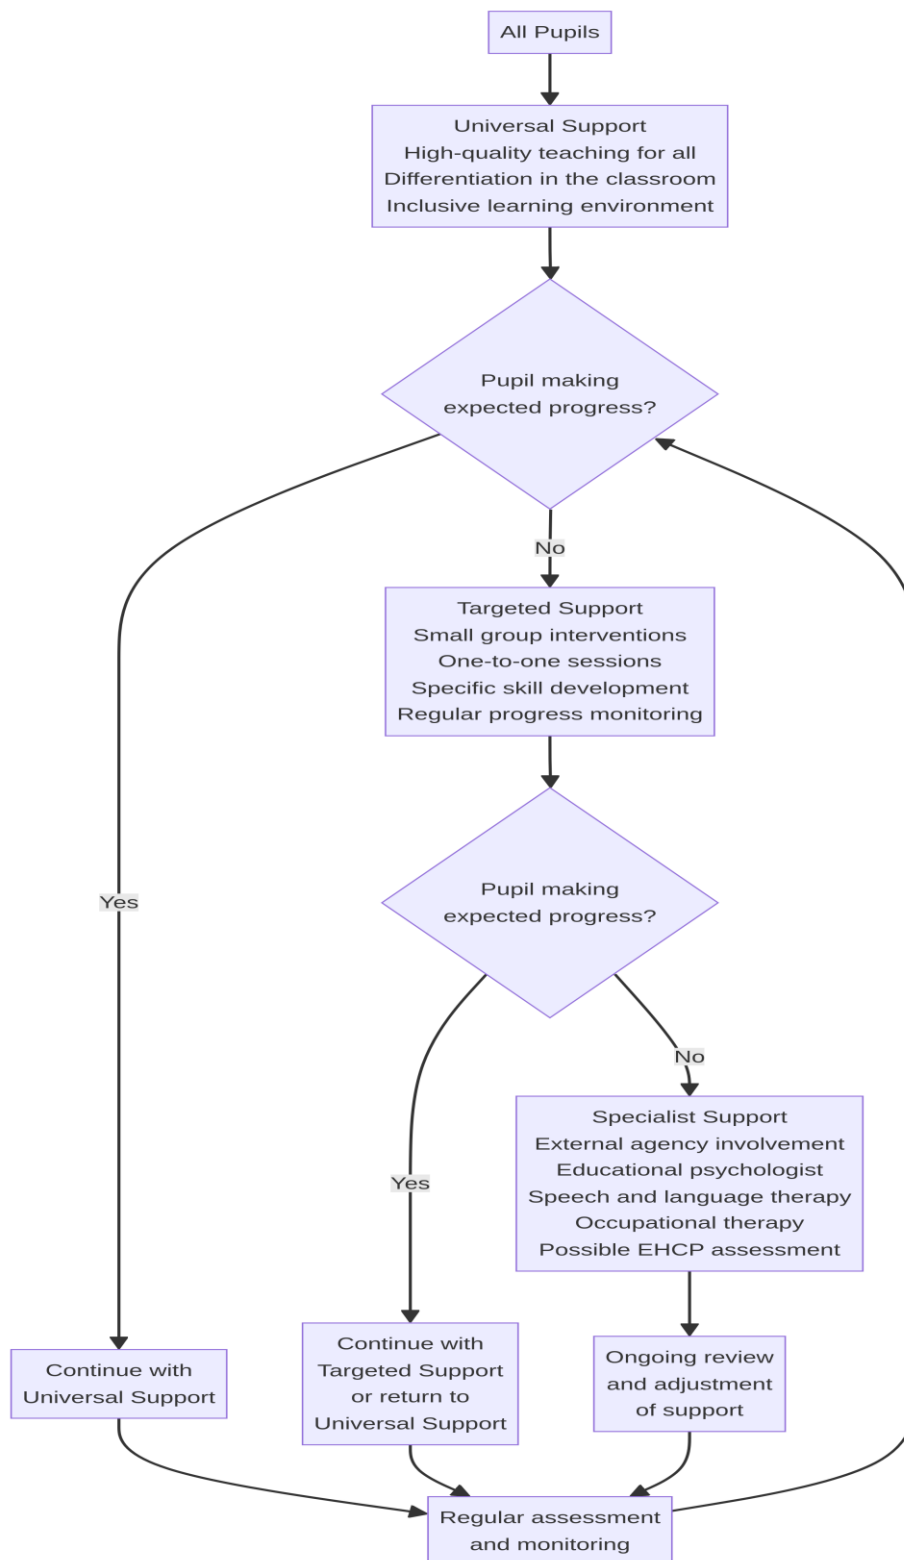 All Pupils
Universal Support
High-quality teaching for all
Differentiation in the classroom
Inclusive learning environment
Pupil making
expected progress?
No
Targeted Support
Small group interventions
One-to-one sessions
Specific skill development
Regular progress monitoring
Yes
Pupil making
expected progress?
No
Specialist Support
External agency involvement
Educational psychologist
Speech and language therapy
Occupational therapy
Possible EHCP assessment
Yes
Continue with
Universal Support
Continue with
Targeted Support
or return to
Universal Support
Ongoing review
and adjustment
of support
Regular assessment
and monitoring